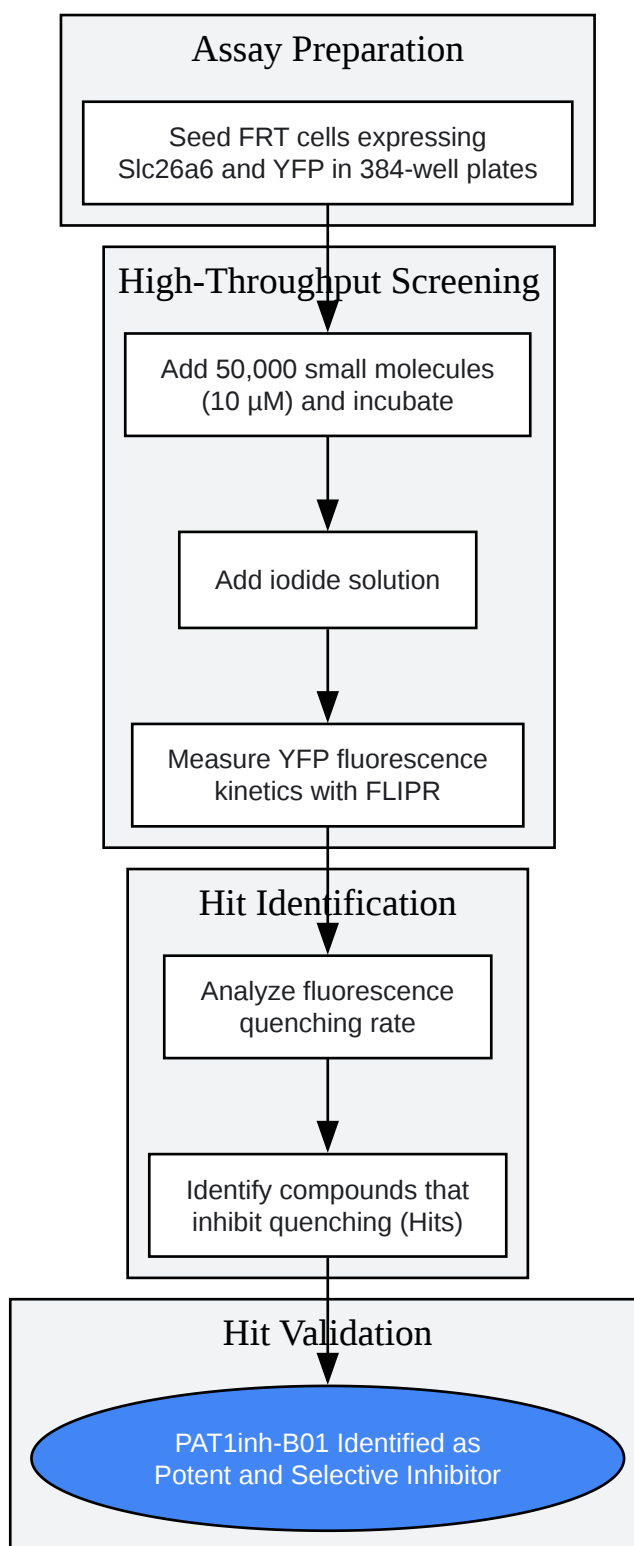 Assay Preparation
Seed FRT cells expressing
Slc26a6 and YFP in 384-well plates
High-Throughput Screening
Add 50,000 small molecules
(10 µM) and incubate
Add iodide solution
Measure YFP fluorescence
kinetics with FLIPR
Hit Identification
Analyze fluorescence
quenching rate
Identify compounds that
inhibit quenching (Hits)
Hit Validation
PAT1inh-B01 Identified as
Potent and Selective Inhibitor